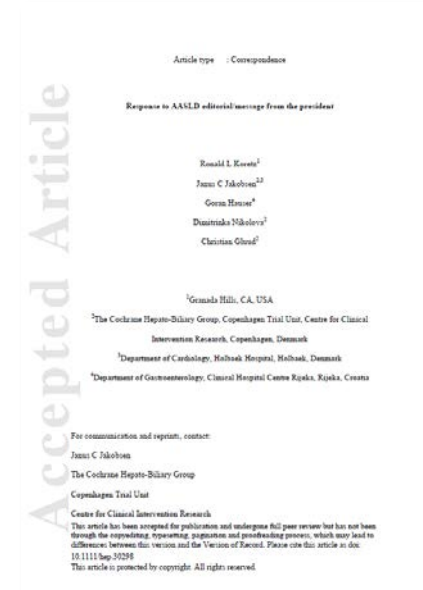 Accepted Article
Article type : Correspondence
Response to AASLD editorial/message from the president
Ronald L Koretz¹
Janus C Jakobsen²,³
Goran Hauser⁴
Dimitrinka Nikolova²
Christian Gluud²
¹Granada Hills, CA, USA
²The Cochrane Hepato-Biliary Group, Copenhagen Trial Unit, Centre for Clinical
Intervention Research, Copenhagen, Denmark
³Department of Cardiology, Holbaek Hospital, Holbaek, Denmark
⁴Department of Gastroenterology, Clinical Hospital Centre Rijeka, Rijeka, Croatia
For communication and reprints, contact:
Janus C Jakobsen
The Cochrane Hepato-Biliary Group
Copenhagen Trial Unit
Centre for Clinical Intervention Research
This article has been accepted for publication and undergone full peer review but has not been
through the copyediting, typesetting, pagination and proofreading process, which may lead to
differences between this version and the Version of Record. Please cite this article as doi:
10.1111/hep.30298
This article is protected by copyright. All rights reserved.